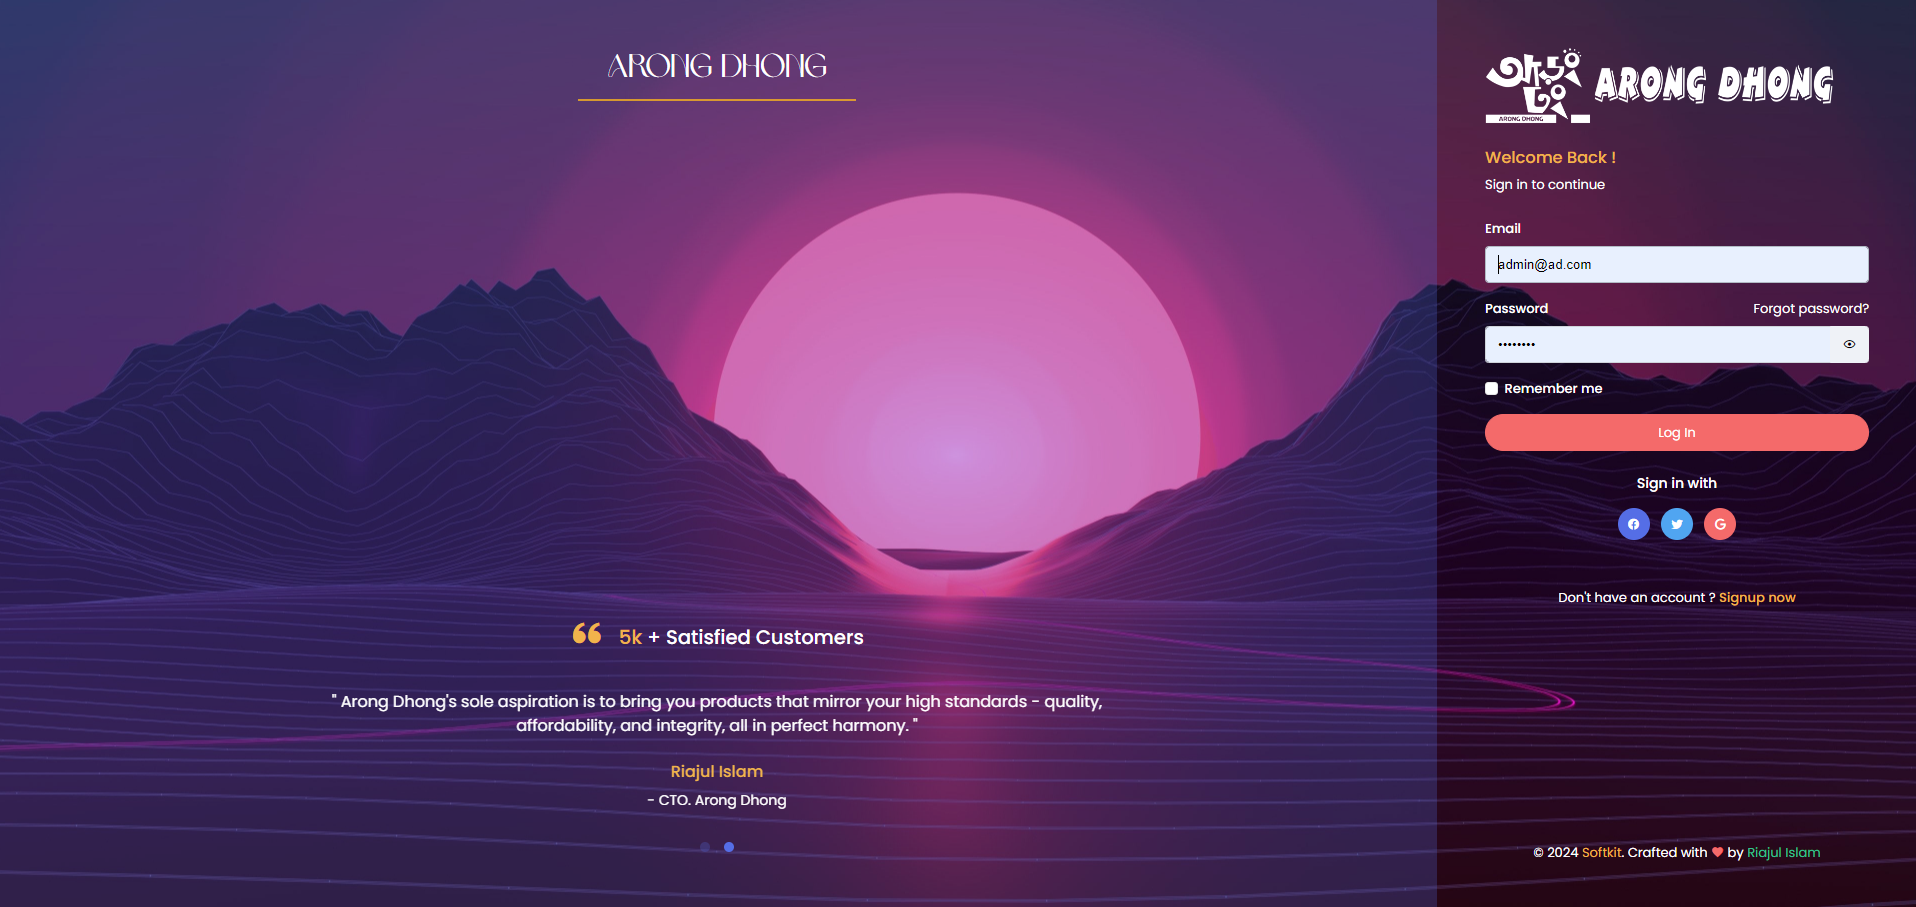 ARONG DHONG
“ 5k + Satisfied Customers
" Arong Dhong's sole aspiration is to bring you products that mirror your high standards - quality,
affordability, and integrity, all in perfect harmony. "
Riajul Islam
- CTO. Arong Dhong
ARONG DHONG
ARONG DHONG
Welcome Back !
Sign in to continue
Email
admin@ad.com
Password Forgot password?
••••••••
Remember me
Log In
Sign in with
Don't have an account ? Signup now
© 2024 Softkit. Crafted with ❤ by Riajul Islam